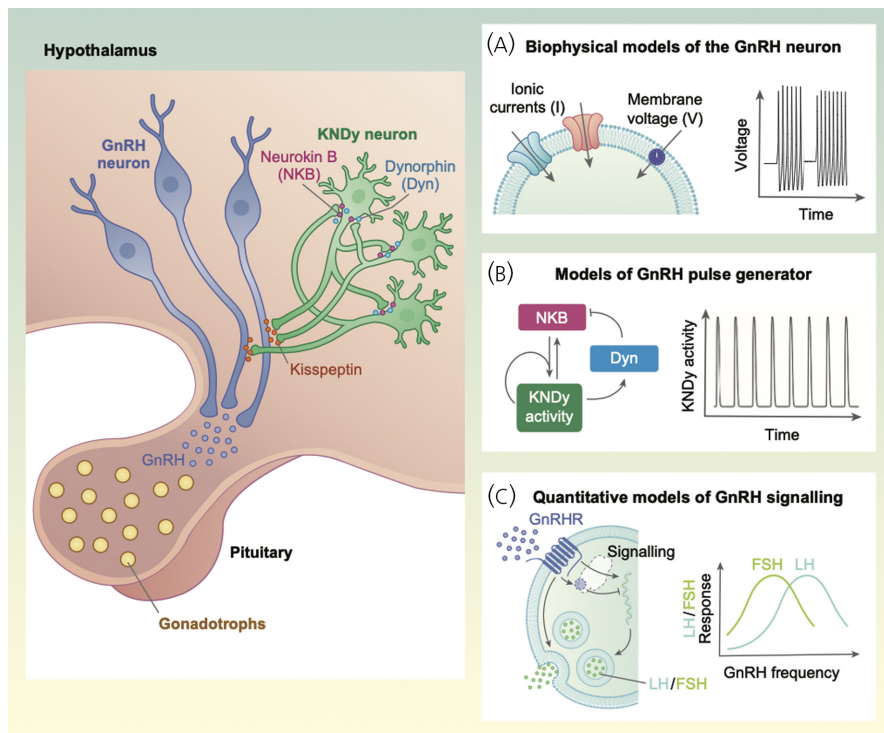 Hypothalamus
GnRH
neuron
KNDy neuron
Neurokin B
(NKB)
Dynorphin
(Dyn)
Kisspeptin
GnRH
Pituitary
Gonadotrophs
(A) Biophysical models of the GnRH neuron
Ionic
currents (I)
Membrane
voltage (V)
Voltage
Time
(B) Models of GnRH pulse generator
NKB
Dyn
KNDy
activity
KNDy activity
Time
(C) Quantitative models of GnRH signalling
GnRHR
Signalling
LH/FSH
FSH LH
LH/FSH
Response
GnRH frequency